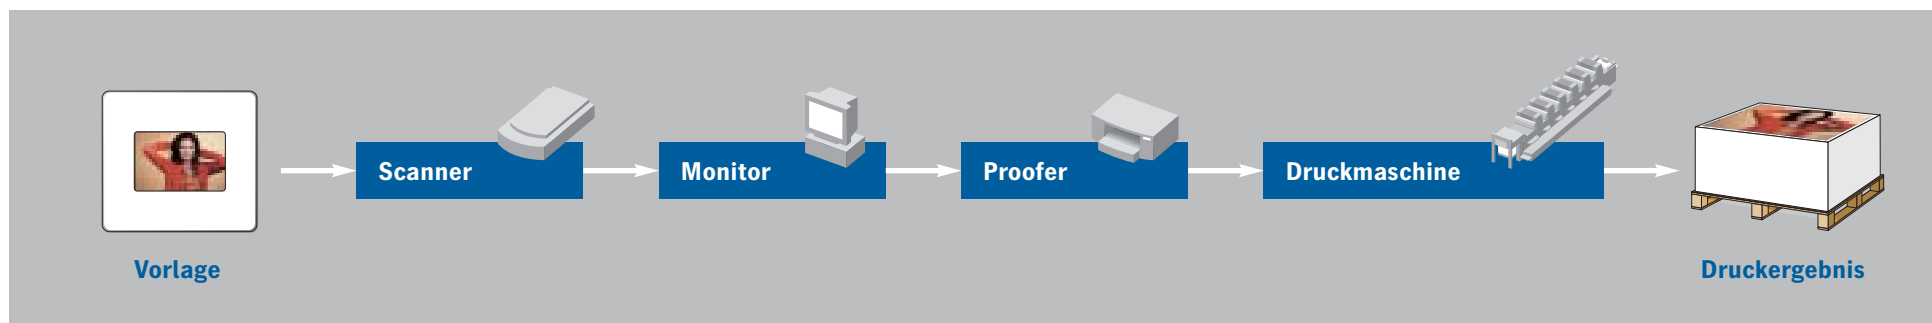 Scanner
Monitor
Proofer
Druckmaschine
Vorlage
Druckergebnis